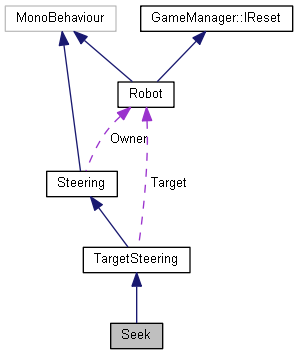 MonoBehaviour
GameManager::IReset
Robot
Owner
Steering
Target
TargetSteering
Seek